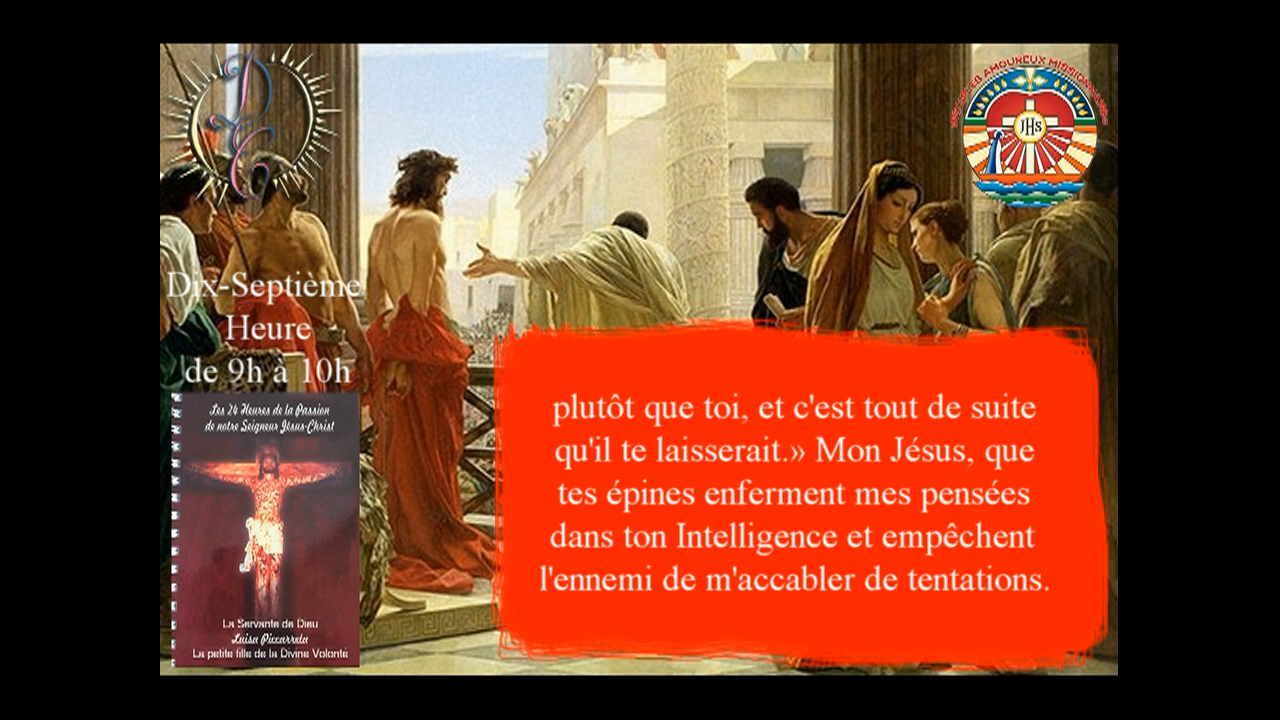 JHS
Dix-Septième
Heure
de 9h à 10h
Les 24 Heures de la Passion
de notre Seigneur Jésus-Christ
La Servante de Dieu
Luisa Piccarreta
La petite fille de la Divine Volonté
plutôt que toi, et c'est tout de suite
qu'il te laisserait.» Mon Jésus, que
tes épines enferment mes pensées
dans ton Intelligence et empêchent
l'ennemi de m'accabler de tentations.